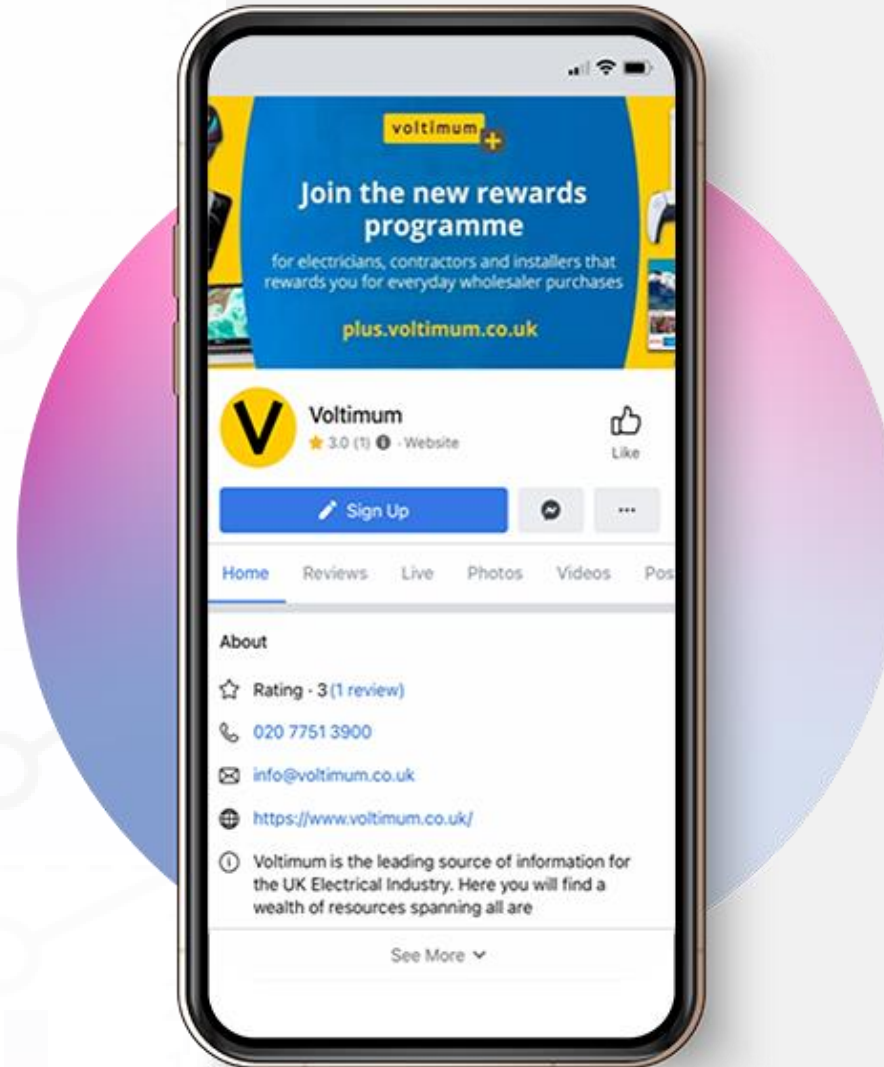 voltimum
Join the new rewards
programme
for electricians, contractors and installers that
rewards you for everyday wholesaler purchases
plus.voltimum.co.uk
V
Voltimum
3.0 (1) · Website
Like
Sign Up
Home Reviews Live Photos Videos Pos
About
Rating · 3 (1 review)
020 7751 3900
info@voltimum.co.uk
https://www.voltimum.co.uk/
Voltimum is the leading source of information for
the UK Electrical Industry. Here you will find a
wealth of resources spanning all are
See More